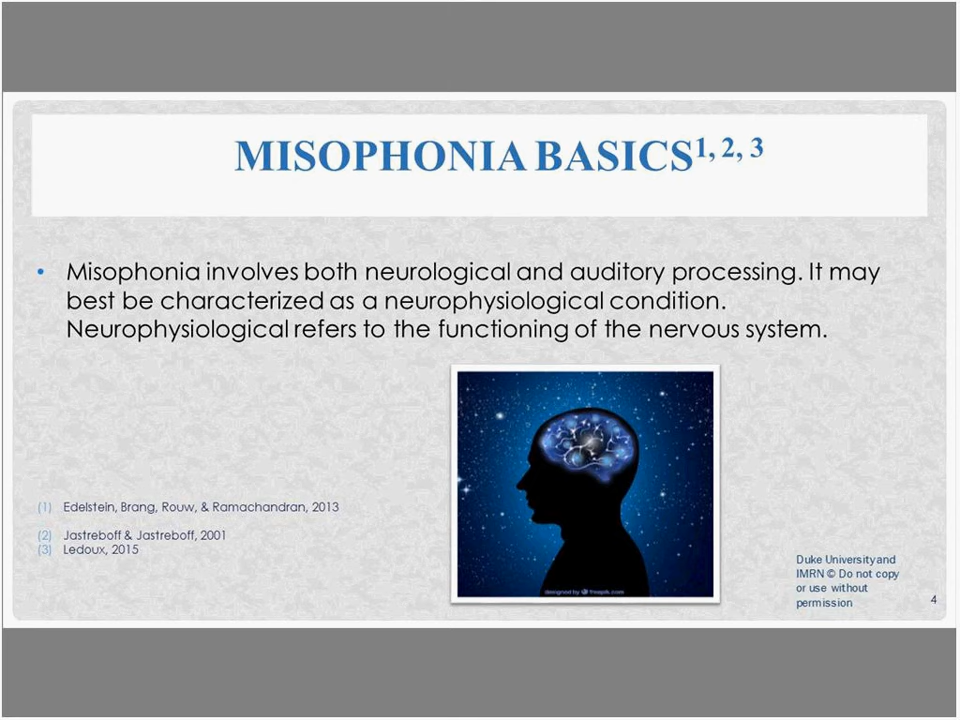 MISOPHONIA BASICS1, 2, 3
• Misophonia involves both neurological and auditory processing. It may
best be characterized as a neurophysiological condition.
Neurophysiological refers to the functioning of the nervous system.
(1) Edelstein, Brang, Rouw, & Ramachandran, 2013
(2) Jastreboff & Jastreboff, 2001
(3) Ledoux, 2015
designed by freepik.com
Duke University and
IMRN © Do not copy
or use without
permission
4